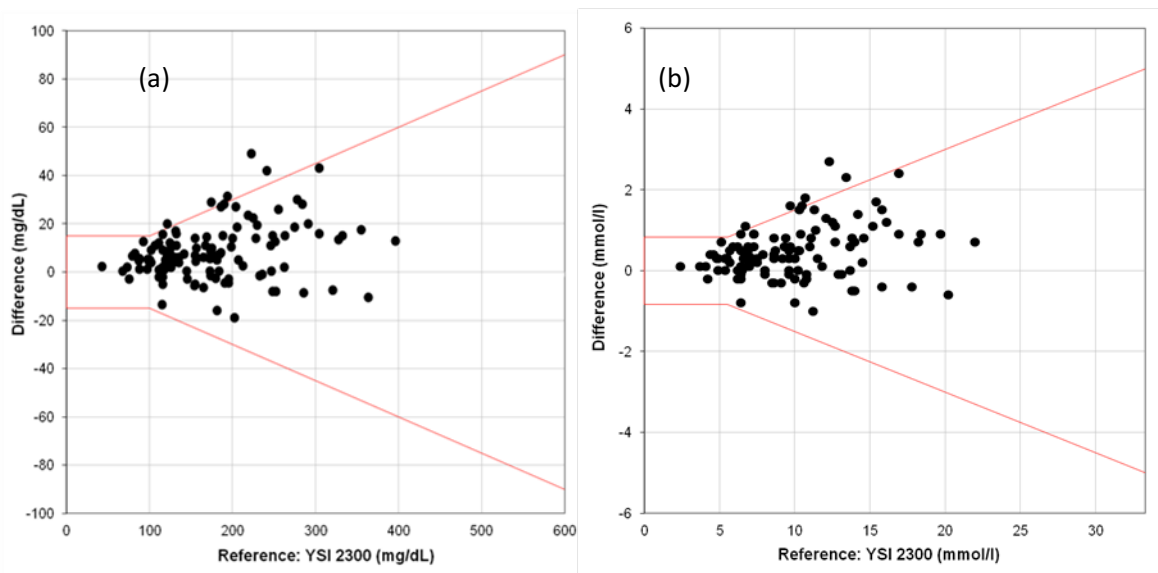 (a)
100
80
60
40
20
0
-20
-40
-60
-80
-100
Difference (mg/dL)
0 100 200 300 400 500 600
Reference: YSI 2300 (mg/dL)
(b)
6
4
2
0
-2
-4
-6
Difference (mmol/l)
0 5 10 15 20 25 30
Reference: YSI 2300 (mmol/l)